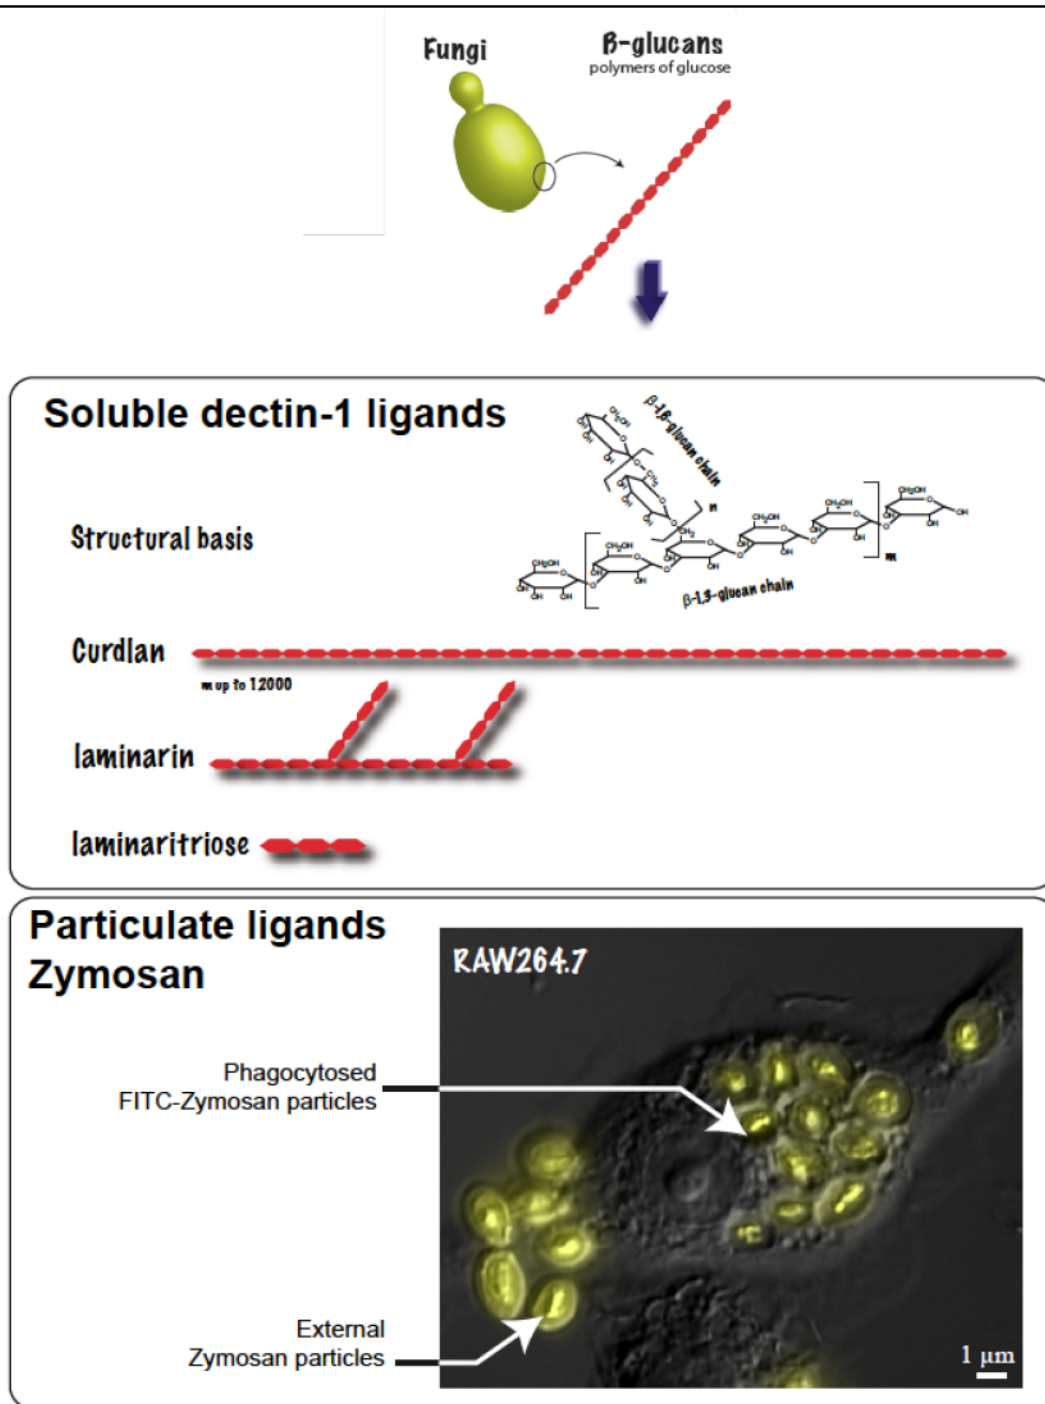 Fungi
β-glucans
polymers of glucose
Soluble dectin-1 ligands
β-1,6-glucan chain
n
Structural basis
m
β-1,3-glucan chain
Curdlan
m up to 12000
laminarin
laminaritriose
Particulate ligands
Zymosan
RAW264.7
Phagocytosed
FITC-Zymosan particles
External
Zymosan particles
1 µm